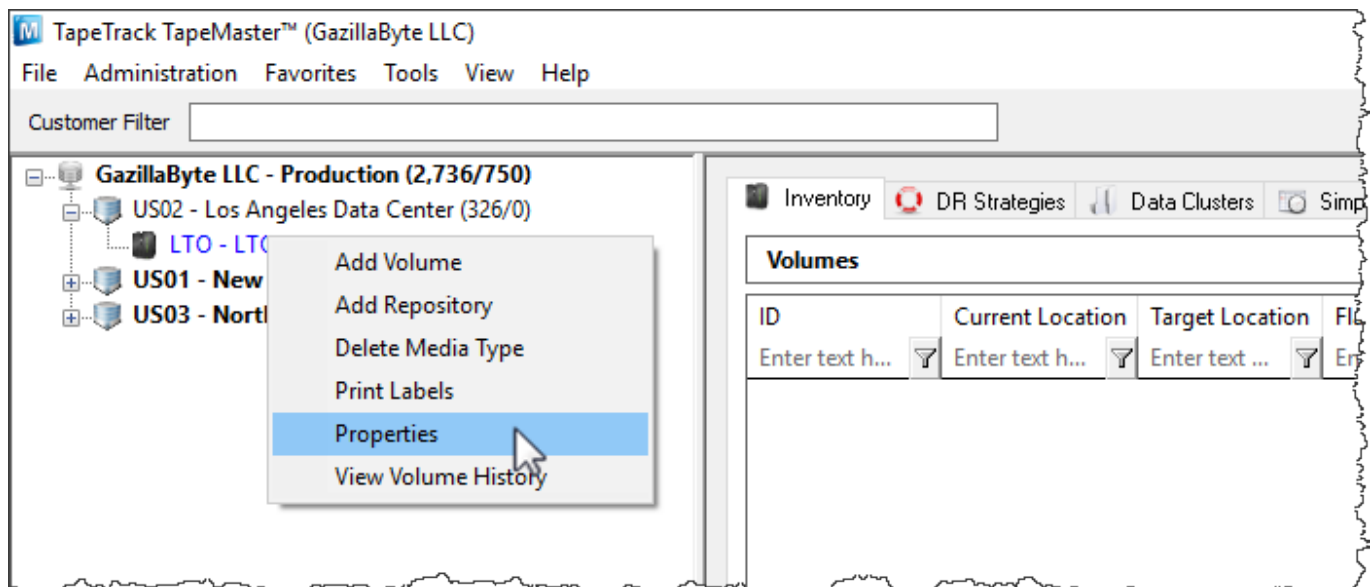 TapeTrack TapeMaster™ (GazillaByte LLC)
File Administration Favorites Tools View Help
Customer Filter
GazillaByte LLC - Production (2,736/750)
US02 - Los Angeles Data Center (326/0)
LTO - LTO
US01 - New
US03 - North
Add Volume
Add Repository
Delete Media Type
Print Labels
Properties
View Volume History
Inventory DR Strategies Data Clusters Simp
Volumes
ID Current Location Target Location
Enter text h... Enter text h... Enter text ...